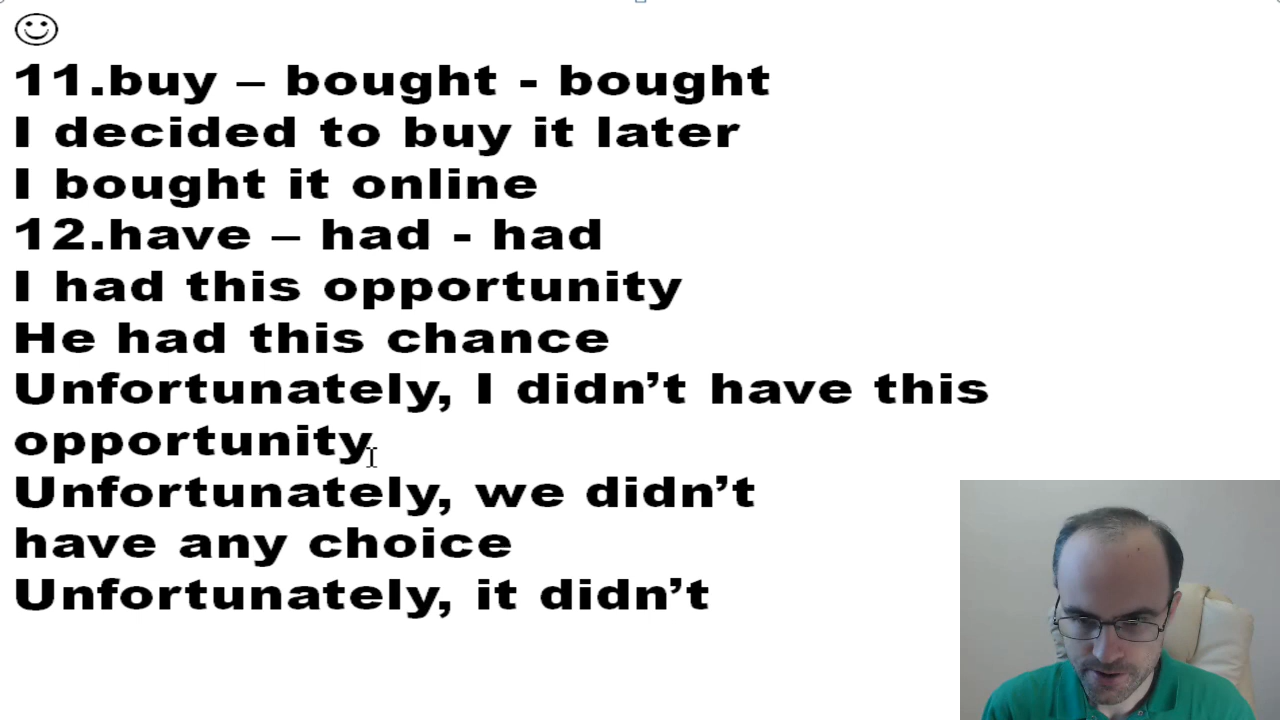 11.buy – bought - bought
I decided to buy it later
I bought it online
12.have – had - had
I had this opportunity
He had this chance
Unfortunately, I didn’t have this
opportunity
Unfortunately, we didn’t
have any choice
Unfortunately, it didn’t